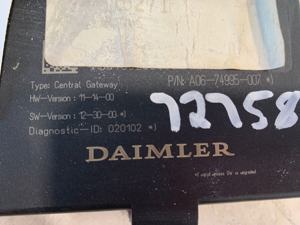 Type: Central Gateway
P/N: A06-74995-007 *)
HW-Version: 11-14-00
72758
SW-Version: 12-30-00 *)
Diagnostic-ID: 020102 *)
DAIMLER